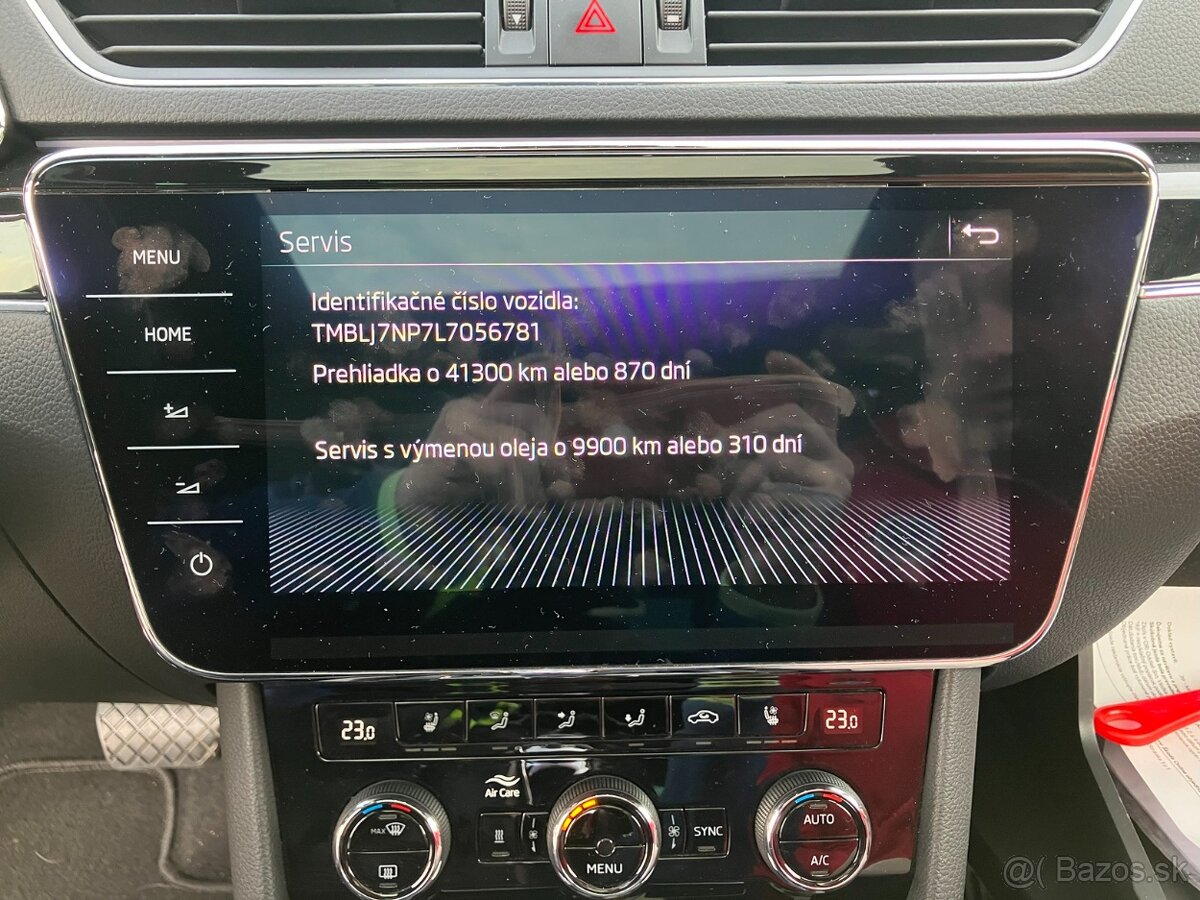 Servis
MENU
Identifikačné číslo vozidla:
TMBLJ7NP7L7056781
HOME
Prehliadka o 41300 km alebo 870 dní
Servis s výmenou oleja o 9900 km alebo 310 dní
23.0
23.0
Air Care
MAX
SYNC
AUTO
MENU
A/C
@( Bazos.sk